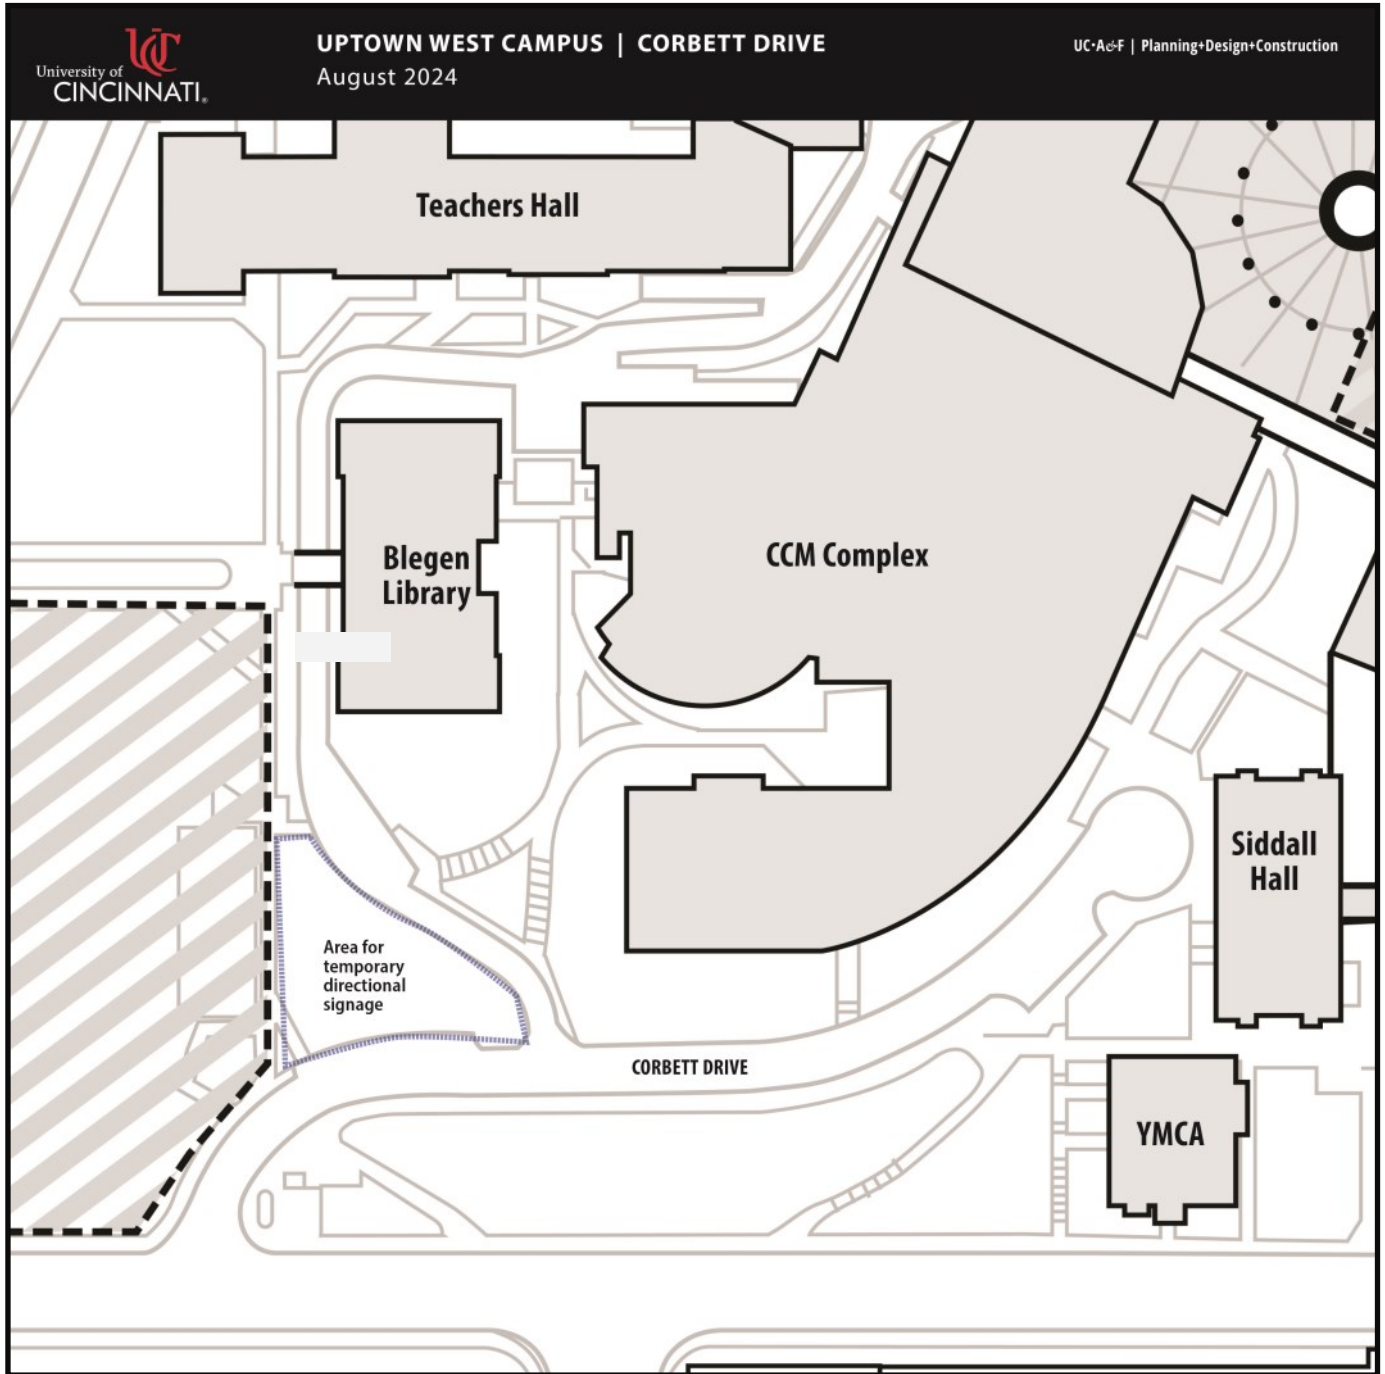 UC
University of
CINCINNATI®
UPTOWN WEST CAMPUS | CORBETT DRIVE
August 2024
UC·A&F | Planning+Design+Construction
Teachers Hall
Blegen
Library
CCM Complex
Siddall
Hall
Area for
temporary
directional
signage
CORBETT DRIVE
YMCA